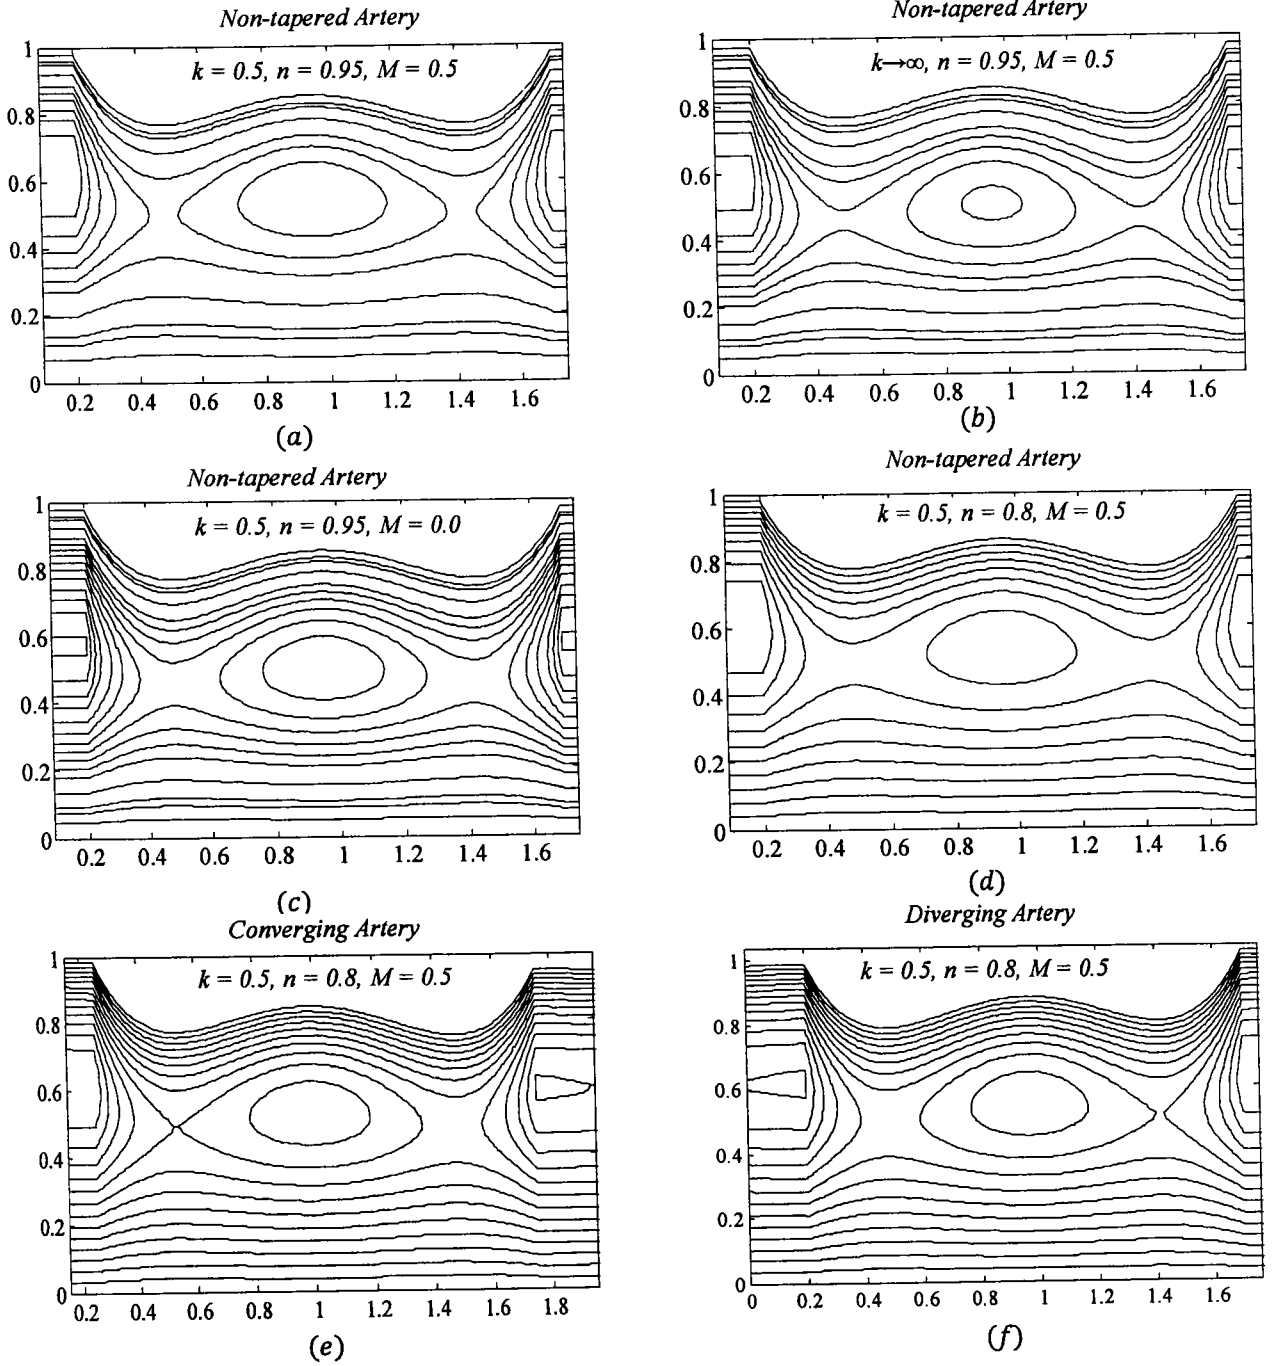 Non-tapered Artery
k = 0.5, n = 0.95, M = 0.5
1
0.8
0.6
0.4
0.2
0
0.2 0.4 0.6 0.8 1 1.2 1.4 1.6
(a)
Non-tapered Artery
k→∞, n = 0.95, M = 0.5
1
0.8
0.6
0.4
0.2
0
0.2 0.4 0.6 0.8 1 1.2 1.4 1.6
(b)
Non-tapered Artery
k = 0.5, n = 0.95, M = 0.0
1
0.8
0.6
0.4
0.2
0
0.2 0.4 0.6 0.8 1 1.2 1.4 1.6
(c)
Non-tapered Artery
k = 0.5, n = 0.8, M = 0.5
1
0.8
0.6
0.4
0.2
0
0.2 0.4 0.6 0.8 1 1.2 1.4 1.6
(d)
Converging Artery
k = 0.5, n = 0.8, M = 0.5
1
0.8
0.6
0.4
0.2
0
0.2 0.4 0.6 0.8 1 1.2 1.4 1.6 1.8
(e)
Diverging Artery
k = 0.5, n = 0.8, M = 0.5
1
0.8
0.6
0.4
0.2
0
0 0.2 0.4 0.6 0.8 1 1.2 1.4 1.6
(f)